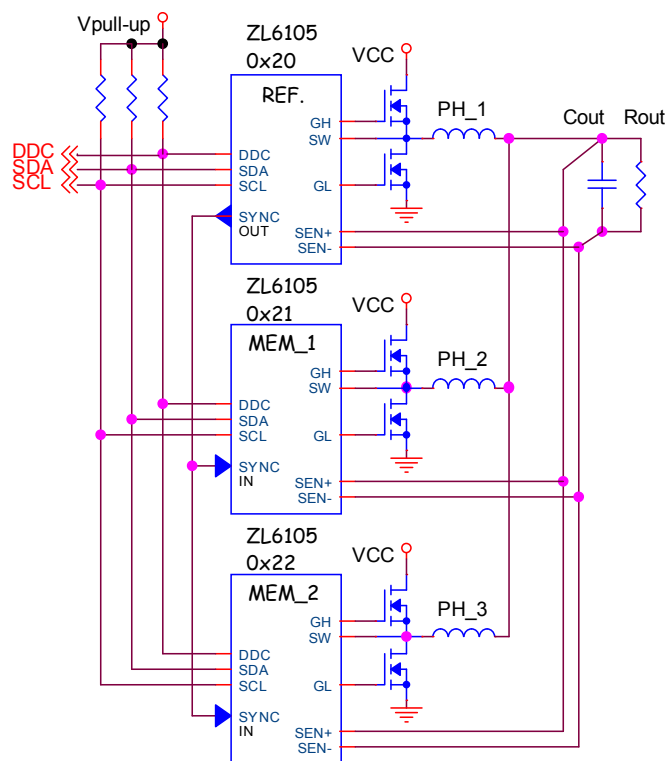 Vpull-up
DDC
SDA
SCL
ZL6105
0x20
REF.
DDC
SDA
SCL
SYNC
OUT
GH
SW
GL
SEN+
SEN-
VCC
PH_1
Cout
Rout
ZL6105
0x21
MEM_1
DDC
SDA
SCL
SYNC
IN
GH
SW
GL
SEN+
SEN-
VCC
PH_2
ZL6105
0x22
MEM_2
DDC
SDA
SCL
SYNC
IN
GH
SW
GL
SEN+
SEN-
VCC
PH_3